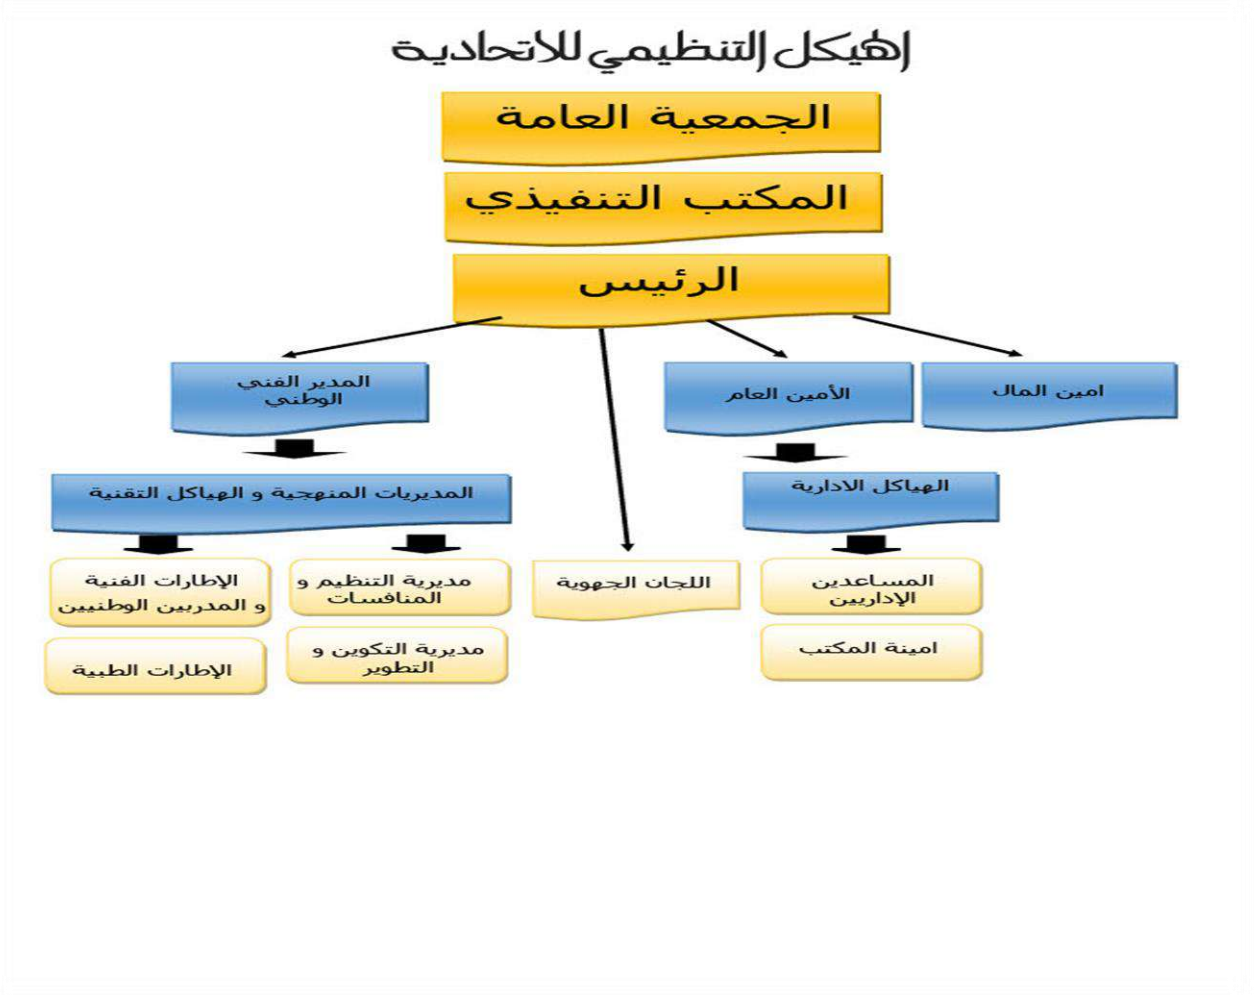 الهيكل التنظيمي للاتحادية
الجمعية العامة
المكتب التنفيذي
الرئيس
امين المال
الأمين العام
المدير الفني
الوطني
الهياكل الادارية
المديريات المنهجية و الهياكل التقنية
المساعدين
الإداريين
امينة المكتب
اللجان الجهوية
مديرية التنظيم و
المنافسات
مديرية التكوين و
التطوير
الإطارات الفنية
و المدربين الوطنيين
الإطارات الطبية